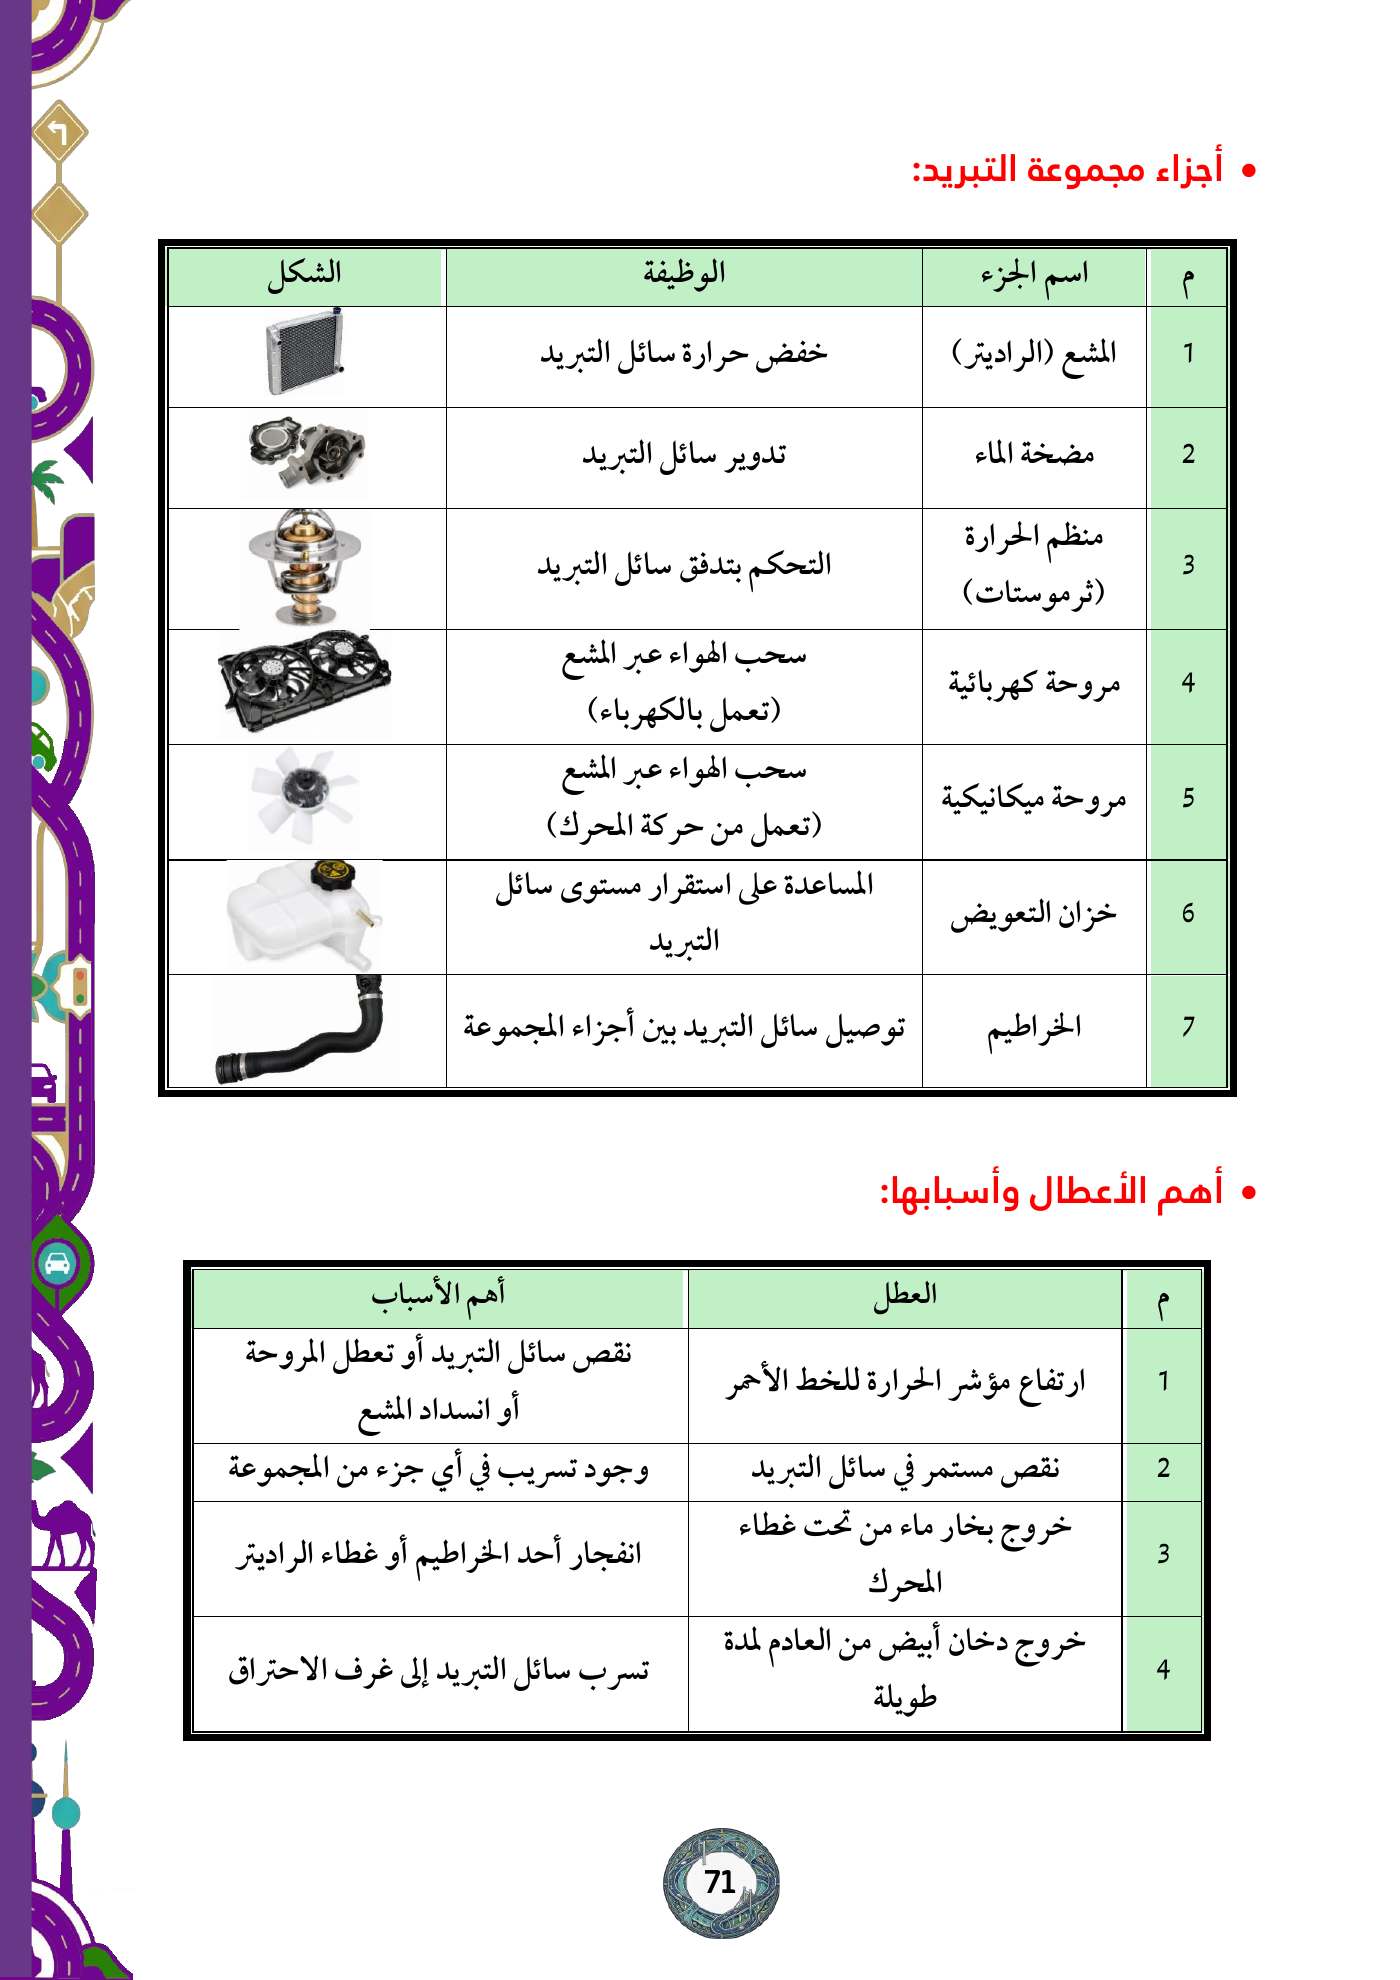 • أجزاء مجموعة التبريد:
م اسم الجزء الوظيفة الشكل
1 المشع (الراديتر) خفض حرارة سائل التبريد
2 مضخة الماء تدوير سائل التبريد
3 منظم الحرارة
(ثرموستات) التحكم بتدفق سائل التبريد
4 مروحة كهربائية سحب الهواء عبر المشع
(تعمل بالكهرباء)
5 مروحة ميكانيكية سحب الهواء عبر المشع
(تعمل من حركة المحرك)
6 خزان التعويض المساعدة على استقرار مستوى سائل
التبريد
7 الخراطيم توصيل سائل التبريد بين أجزاء المجموعة
• أهم الأعطال وأسبابها:
م العطل أهم الأسباب
1 ارتفاع مؤشر الحرارة للخط الأحمر نقص سائل التبريد أو تعطل المروحة
أو انسداد المشع
2 نقص مستمر في سائل التبريد وجود تسريب في أي جزء من المجموعة
3 خروج بخار ماء من تحت غطاء
المحرك انفجار أحد الخراطيم أو غطاء الراديتر
4 خروج دخان أبيض من العادم لمدة
طويلة تسرب سائل التبريد إلى غرف الاحتراق
71